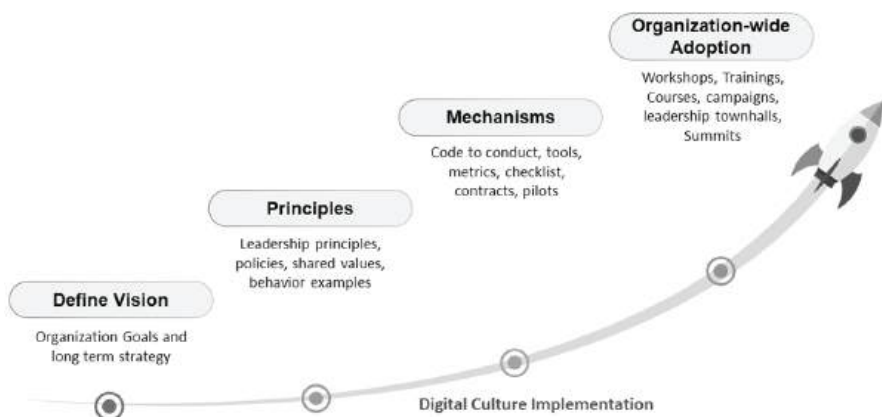 Define Vision
Organization Goals and
long term strategy
Principles
Leadership principles,
policies, shared values,
behavior examples
Mechanisms
Code to conduct, tools,
metrics, checklist,
contracts, pilots
Organization-wide
Adoption
Workshops, Trainings,
Courses, campaigns,
leadership townhalls,
Summits
Digital Culture Implementation